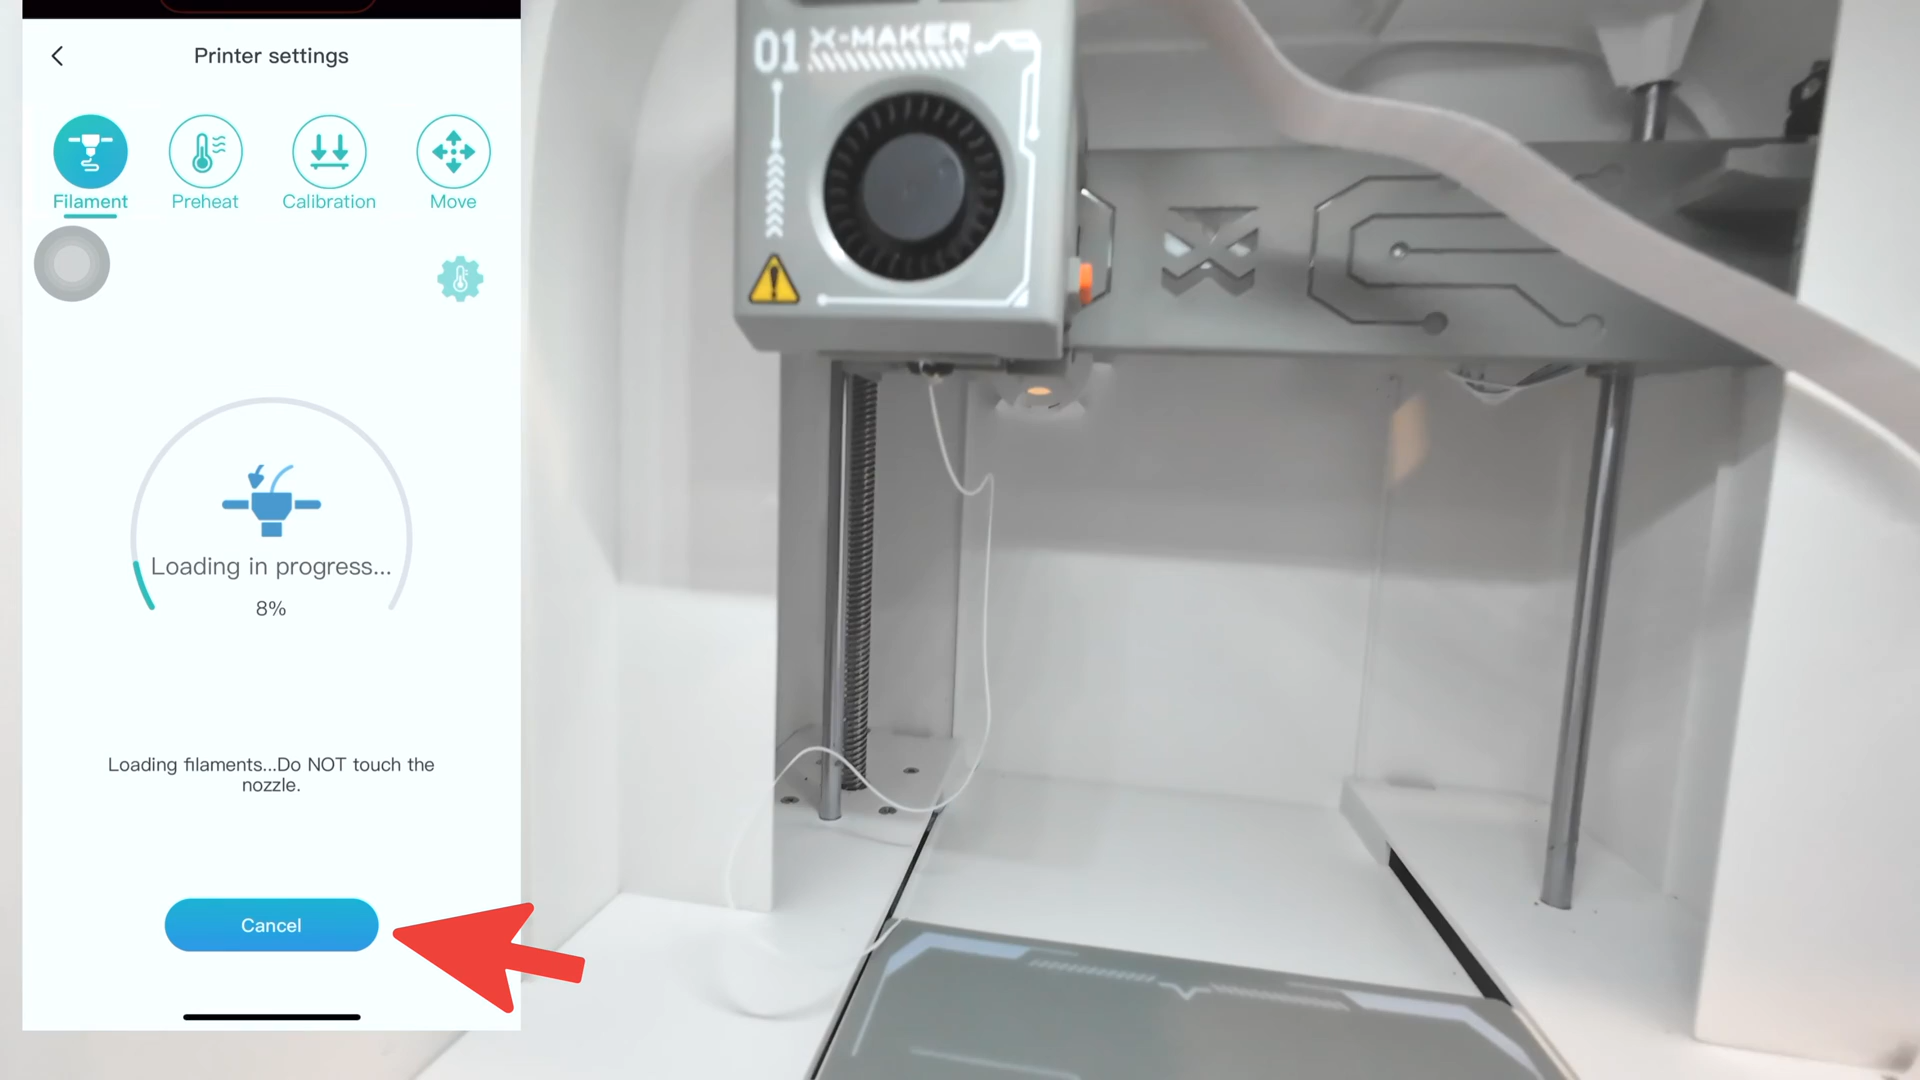 Printer settings
Filament
Preheat
Calibration
Move
Loading in progress...
8%
Loading filaments...Do NOT touch the
nozzle.
Cancel
01 X-MAKER